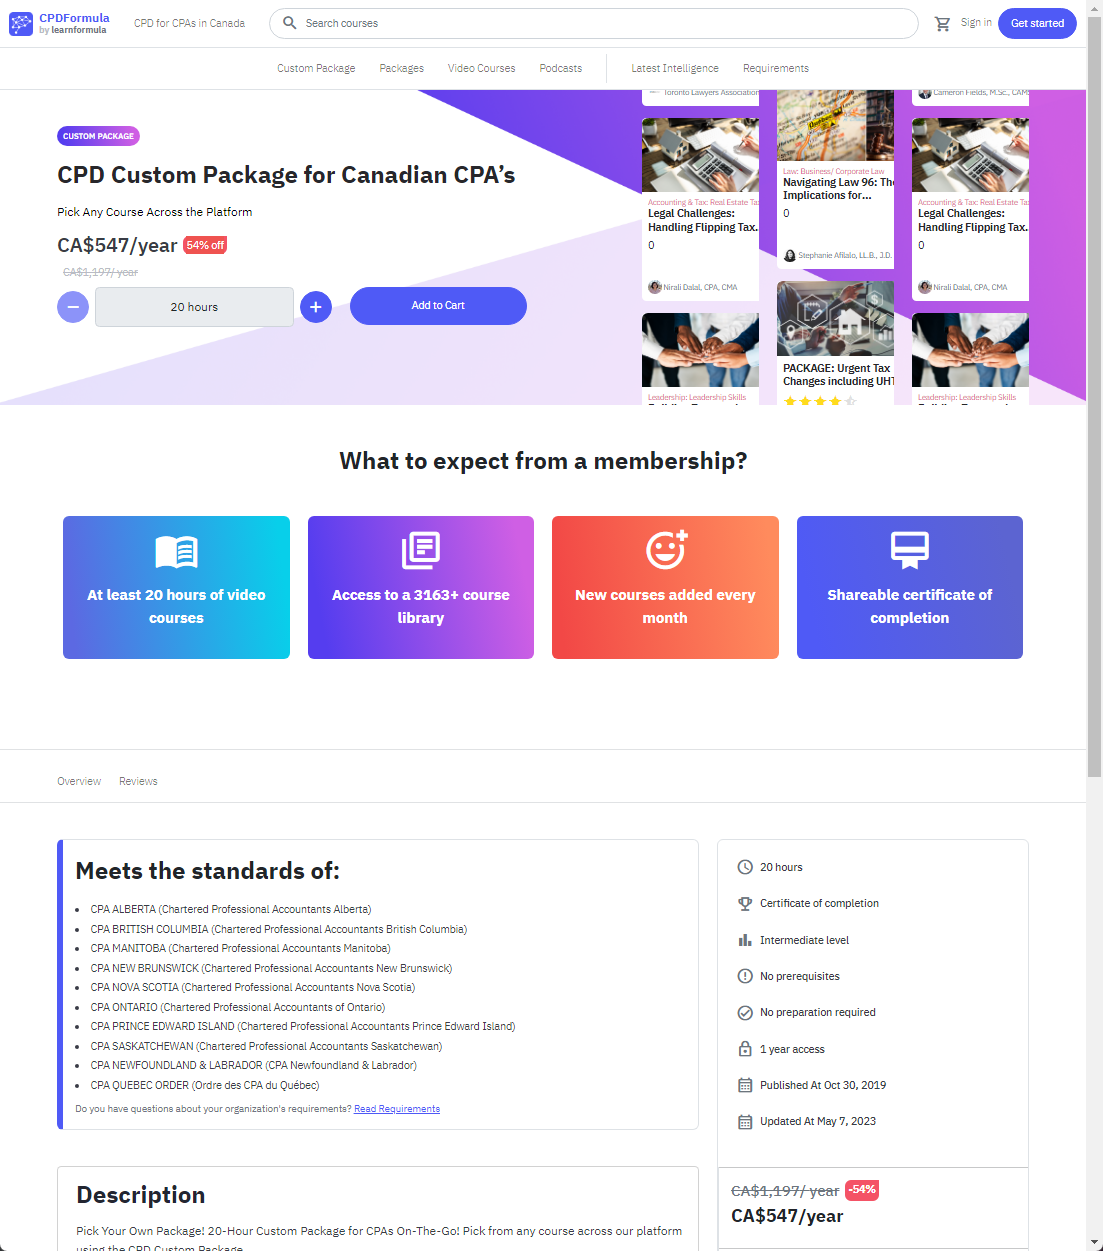 CPDFormula
by learnformula
CPD for CPAs in Canada
Search courses
Sign in
Get started
Custom Package
Packages
Video Courses
Podcasts
Latest Intelligence
Requirements
CUSTOM PACKAGE
CPD Custom Package for Canadian CPA’s
Pick Any Course Across the Platform
CA$547/year 54% off
CA$1,197/ year
20 hours
Add to Cart
Toronto Lawyers Association
Accounting & Tax: Real Estate Ta
Legal Challenges:
Handling Flipping Tax...
0
Nirali Dalal, CPA, CMA
Leadership: Leadership Skills
Law: Business/ Corporate Law
Navigating Law 96: The
Implications for...
0
Stephanie Afilalo, LL.B., J.D.
PACKAGE: Urgent Tax
Changes including UHT
Cameron Fields, M.Sc., CAMS
Accounting & Tax: Real Estate Ta
Legal Challenges:
Handling Flipping Tax...
0
Nirali Dalal, CPA, CMA
Leadership: Leadership Skills
What to expect from a membership?
At least 20 hours of video
courses
Access to a 3163+ course
library
New courses added every
month
Shareable certificate of
completion
Overview
Reviews
Meets the standards of:
CPA ALBERTA (Chartered Professional Accountants Alberta)
CPA BRITISH COLUMBIA (Chartered Professional Accountants British Columbia)
CPA MANITOBA (Chartered Professional Accountants Manitoba)
CPA NEW BRUNSWICK (Chartered Professional Accountants New Brunswick)
CPA NOVA SCOTIA (Chartered Professional Accountants Nova Scotia)
CPA ONTARIO (Chartered Professional Accountants of Ontario)
CPA PRINCE EDWARD ISLAND (Chartered Professional Accountants Prince Edward Island)
CPA SASKATCHEWAN (Chartered Professional Accountants Saskatchewan)
CPA NEWFOUNDLAND & LABRADOR (CPA Newfoundland & Labrador)
CPA QUEBEC ORDER (Ordre des CPA du Québec)
Do you have questions about your organization's requirements? Read Requirements
Description
Pick Your Own Package! 20-Hour Custom Package for CPAs On-The-Go! Pick from any course across our platform
using the CPD Custom Package
20 hours
Certificate of completion
Intermediate level
No prerequisites
No preparation required
1 year access
Published At Oct 30, 2019
Updated At May 7, 2023
CA$1,197/ year -54%
CA$547/year